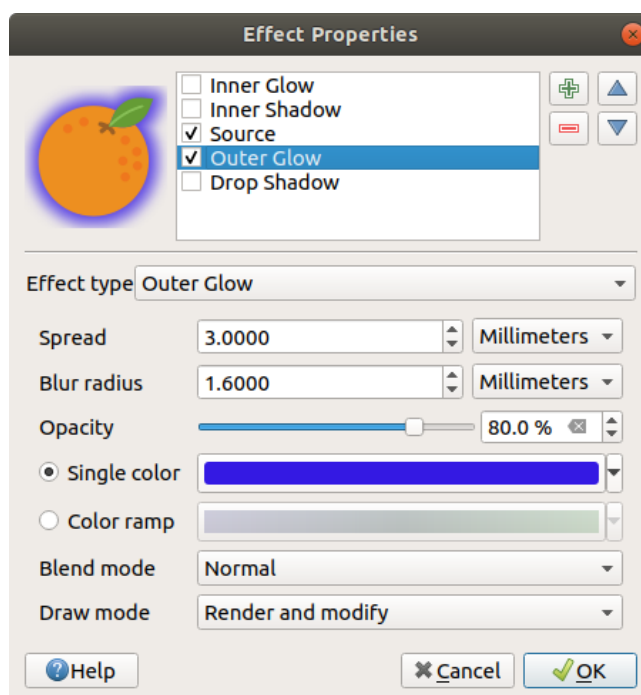 Effect Properties
Inner Glow
Inner Shadow
Source
Outer Glow
Drop Shadow
Effect type Outer Glow
Spread 3.0000 Millimeters
Blur radius 1.6000 Millimeters
Opacity 80.0 %
Single color
Color ramp
Blend mode Normal
Draw mode Render and modify
Help Cancel OK